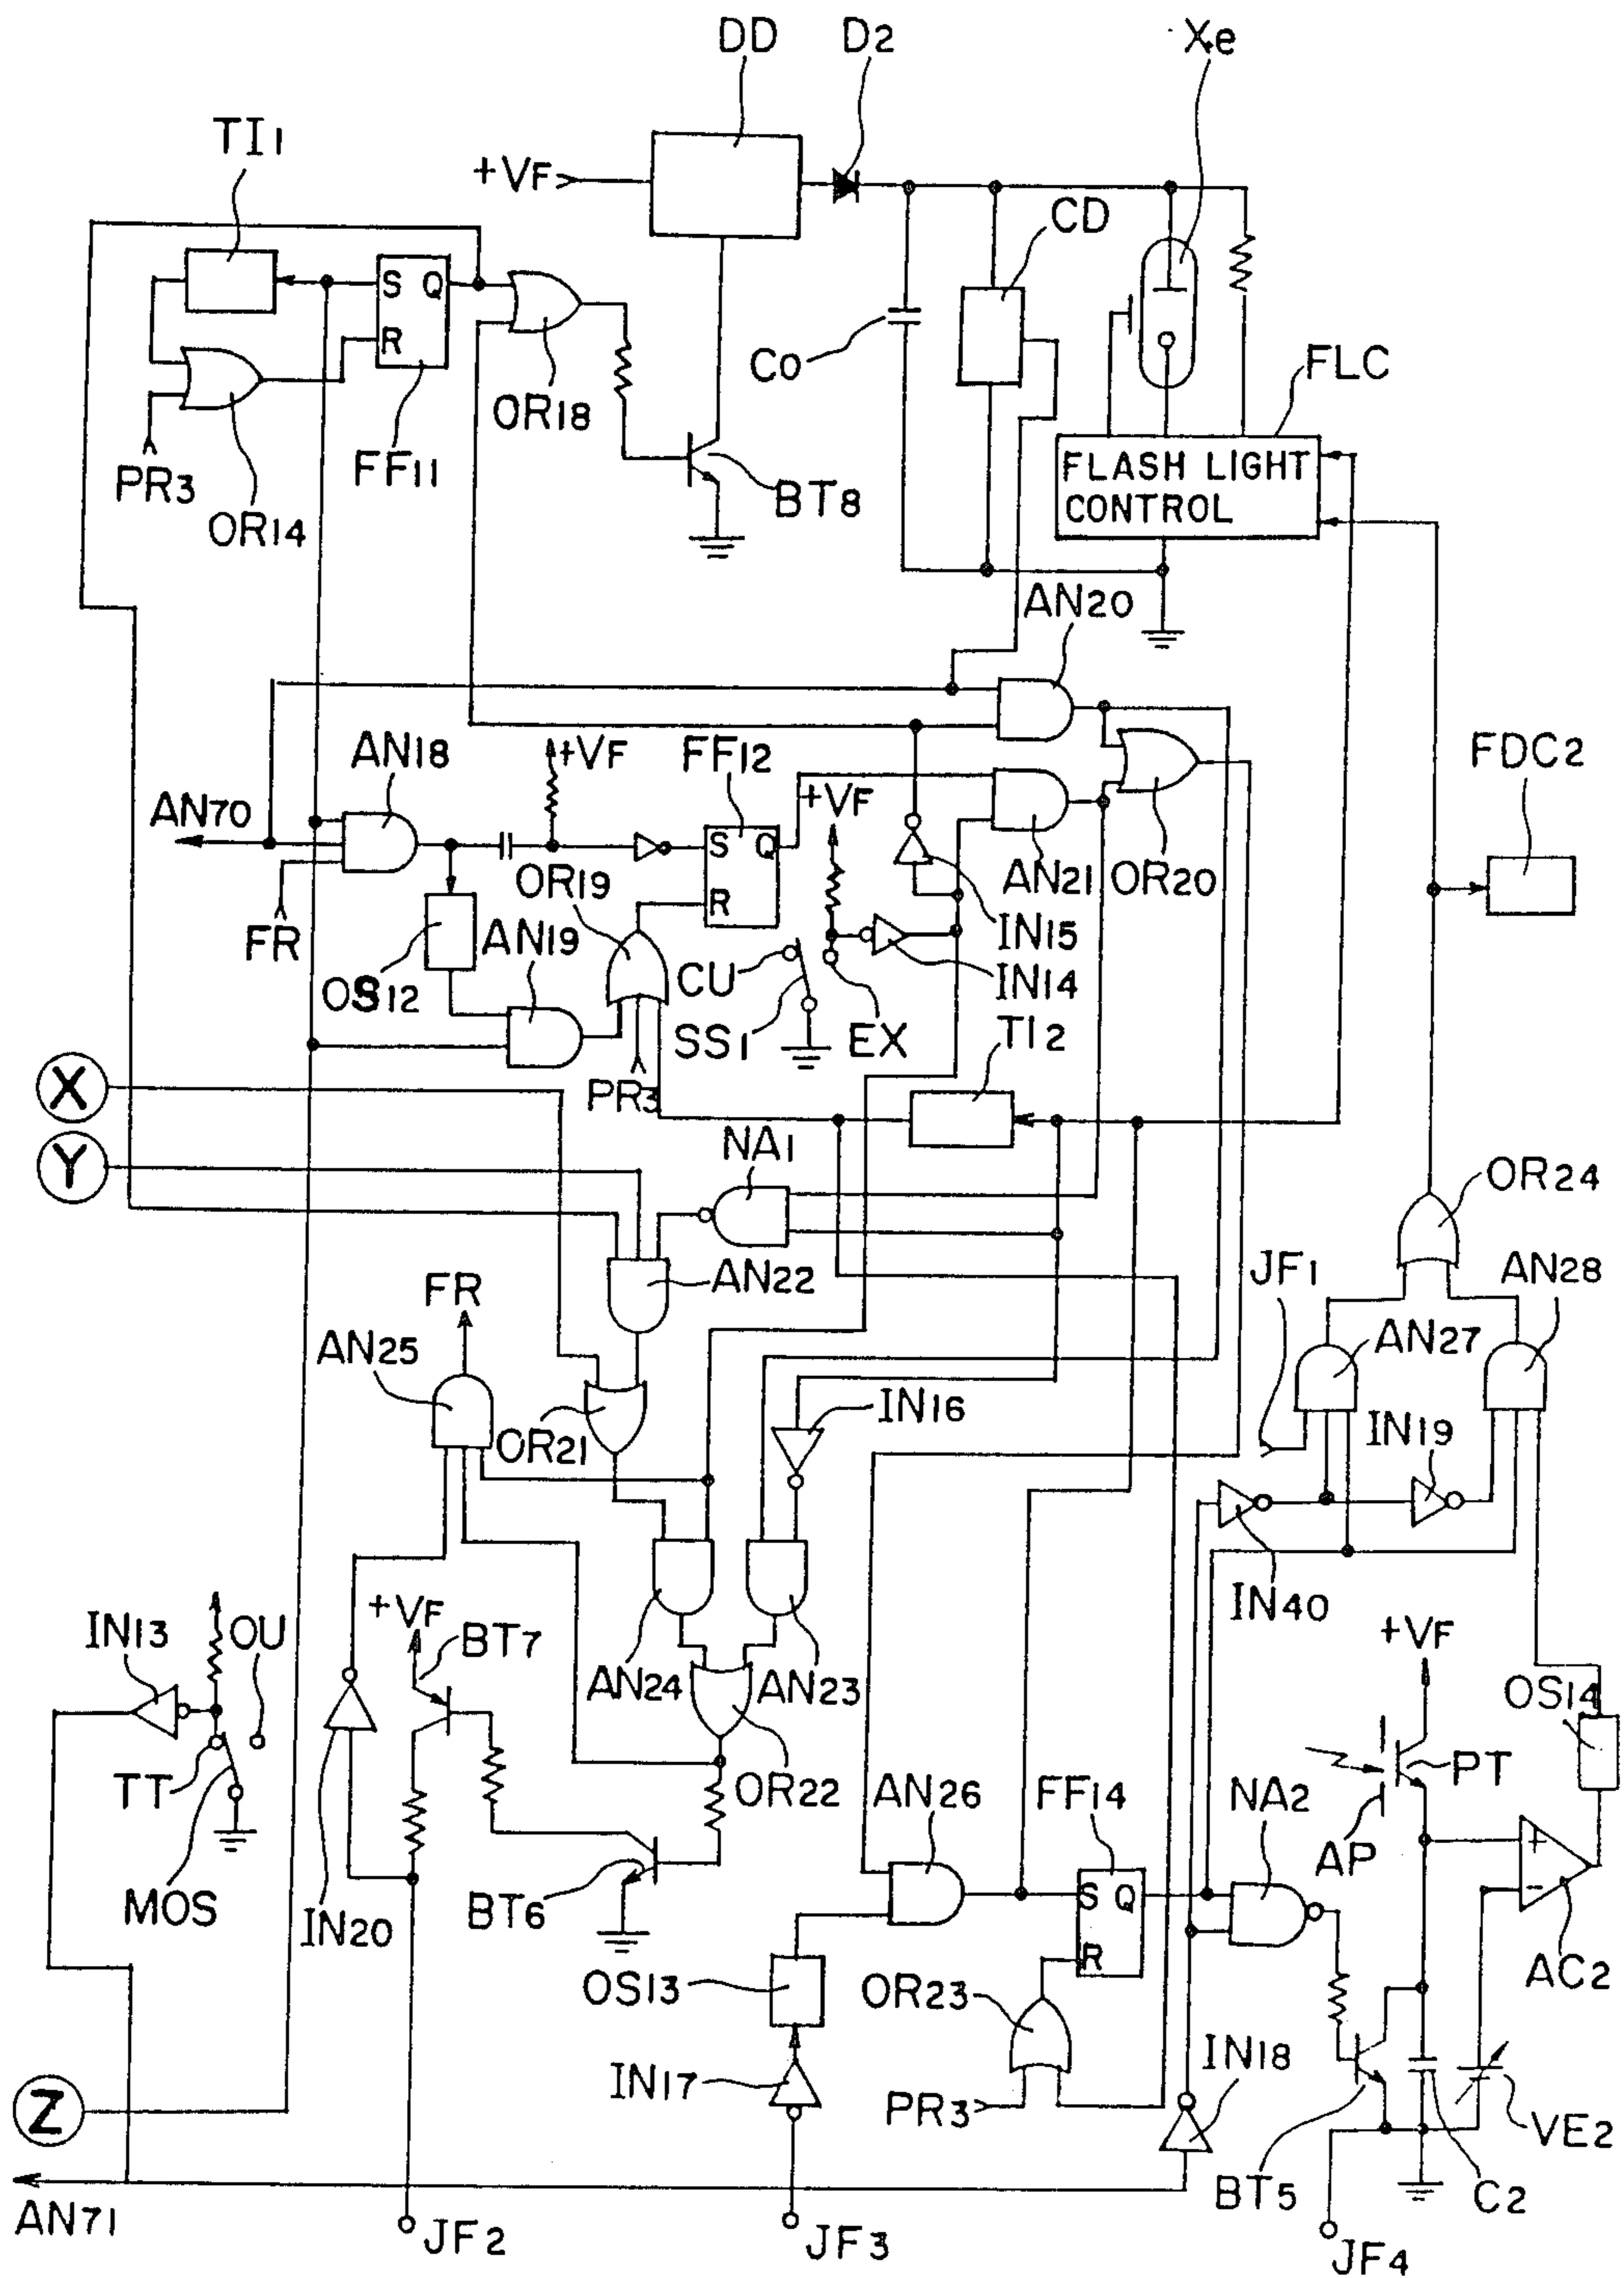 DD D2 Xe
TI1
+VF
CD
S Q
R
C0
FLC
OR18
FLASH LIGHT
CONTROL
PR3
FF11
BT8
OR14
AN20
AN18
+VF
FF12
FDC2
+VF
AN70
S Q
R
OR19
AN21
OR20
FR
AN19
IN15
OS12
CU
IN14
SS1
EX
TI2
X
PR3
Y
NA1
OR24
FR
AN22
JF1
AN28
AN25
AN27
IN16
IN19
OR21
IN13
OU
+VF
BT7
IN40
+VF
AN24
AN23
OS14
TT
OR22
AN26
FF14
NA2
PT
AP
MOS
IN20
BT6
S Q
R
+
-
OS13
OR23
AC2
IN17
IN18
Z
PR3
VE2
BT5
C2
AN71
JF2
JF3
JF4